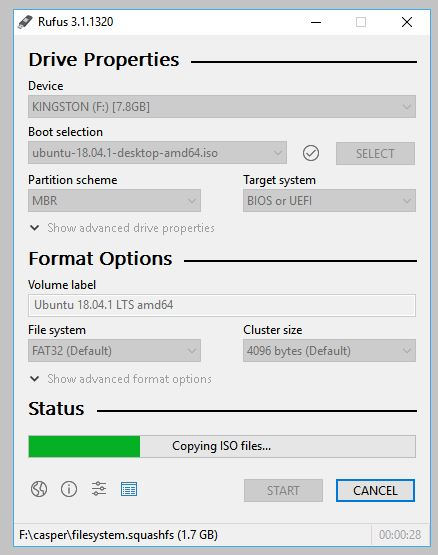 Rufus 3.1.1320
Drive Properties
Device
KINGSTON (F:) [7.8GB]
Boot selection
ubuntu-18.04.1-desktop-amd64.iso
SELECT
Partition scheme Target system
MBR BIOS or UEFI
Show advanced drive properties
Format Options
Volume label
Ubuntu 18.04.1 LTS amd64
File system Cluster size
FAT32 (Default) 4096 bytes (Default)
Show advanced format options
Status
Copying ISO files...
START CANCEL
F:\casper\filesystem.squashfs (1.7 GB) 00:00:28